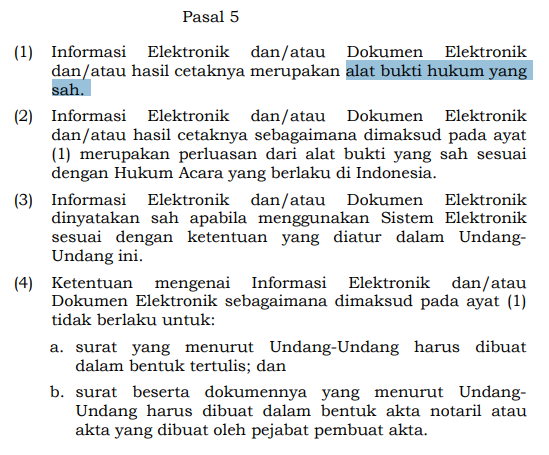 Pasal 5
(1) Informasi Elektronik dan/atau Dokumen Elektronik
dan/atau hasil cetaknya merupakan alat bukti hukum yang
sah.
(2) Informasi Elektronik dan/atau Dokumen Elektronik
dan/atau hasil cetaknya sebagaimana dimaksud pada ayat
(1) merupakan perluasan dari alat bukti yang sah sesuai
dengan Hukum Acara yang berlaku di Indonesia.
(3) Informasi Elektronik dan/atau Dokumen Elektronik
dinyatakan sah apabila menggunakan Sistem Elektronik
sesuai dengan ketentuan yang diatur dalam Undang-
Undang ini.
(4) Ketentuan mengenai Informasi Elektronik dan/atau
Dokumen Elektronik sebagaimana dimaksud pada ayat (1)
tidak berlaku untuk:
a. surat yang menurut Undang-Undang harus dibuat
dalam bentuk tertulis; dan
b. surat beserta dokumennya yang menurut Undang-
Undang harus dibuat dalam bentuk akta notaril atau
akta yang dibuat oleh pejabat pembuat akta.